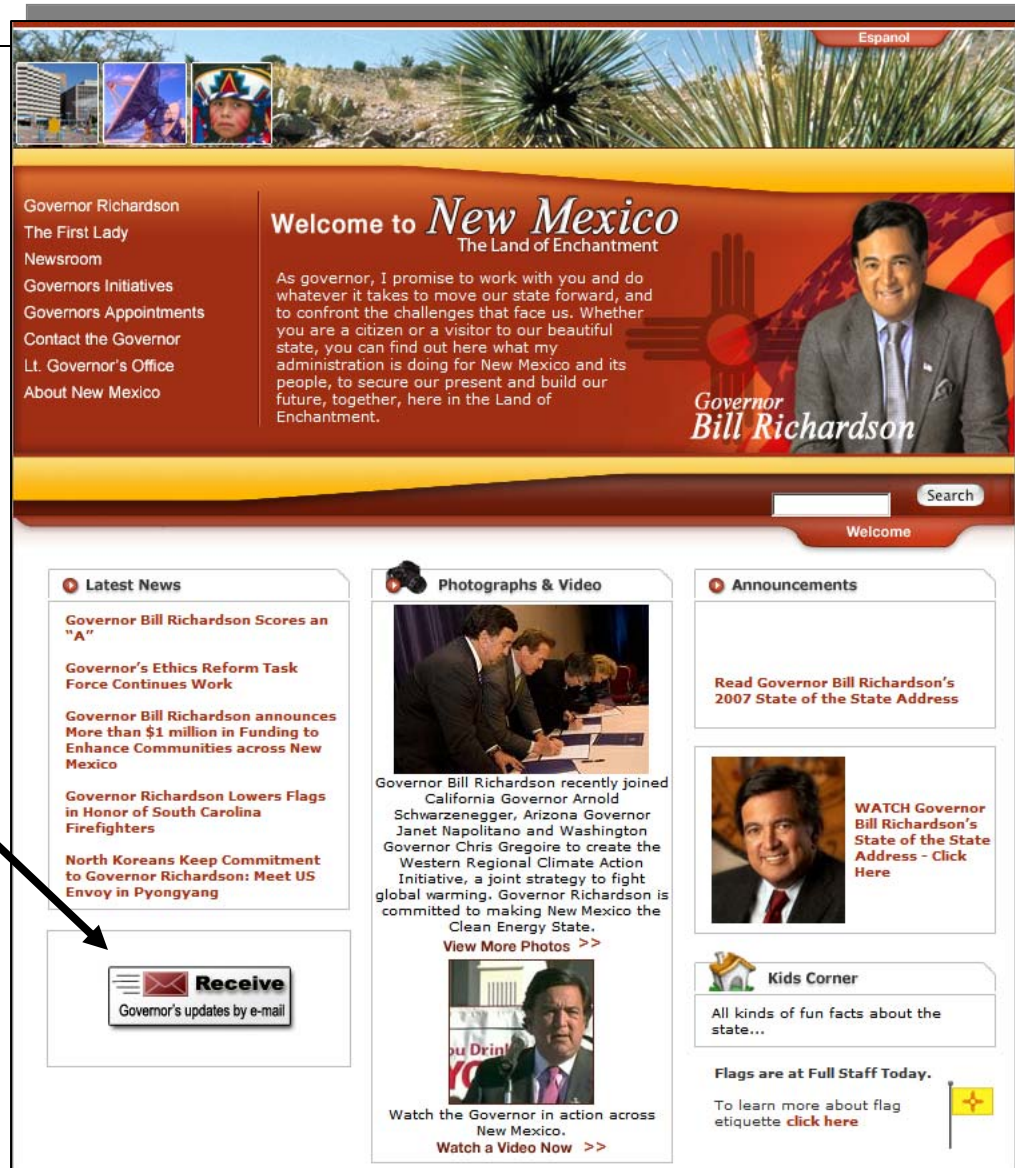 Espanol
Governor Richardson
The First Lady
Newsroom
Governors Initiatives
Governors Appointments
Contact the Governor
Lt. Governor's Office
About New Mexico
Welcome to New Mexico
The Land of Enchantment
As governor, I promise to work with you and do
whatever it takes to move our state forward, and
to confront the challenges that face us. Whether
you are a citizen or a visitor to our beautiful
state, you can find out here what my
administration is doing for New Mexico and its
people, to secure our present and build our
future, together, here in the Land of
Enchantment.
Governor
Bill Richardson
Search
Welcome
Latest News
Governor Bill Richardson Scores an
"A"
Governor's Ethics Reform Task
Force Continues Work
Governor Bill Richardson announces
More than $1 million in Funding to
Enhance Communities across New
Mexico
Governor Richardson Lowers Flags
in Honor of South Carolina
Firefighters
North Koreans Keep Commitment
to Governor Richardson: Meet US
Envoy in Pyongyang
Receive
Governor's updates by e-mail
Photographs & Video
Governor Bill Richardson recently joined
California Governor Arnold
Schwarzenegger, Arizona Governor
Janet Napolitano and Washington
Governor Chris Gregoire to create the
Western Regional Climate Action
Initiative, a joint strategy to fight
global warming. Governor Richardson is
committed to making New Mexico the
Clean Energy State.
View More Photos >>
ou Drin
YO
Watch the Governor in action across
New Mexico.
Watch a Video Now >>
Announcements
Read Governor Bill Richardson's
2007 State of the State Address
WATCH Governor
Bill Richardson's
State of the State
Address - Click
Here
Kids Corner
All kinds of fun facts about the
state...
Flags are at Full Staff Today.
To learn more about flag
etiquette click here